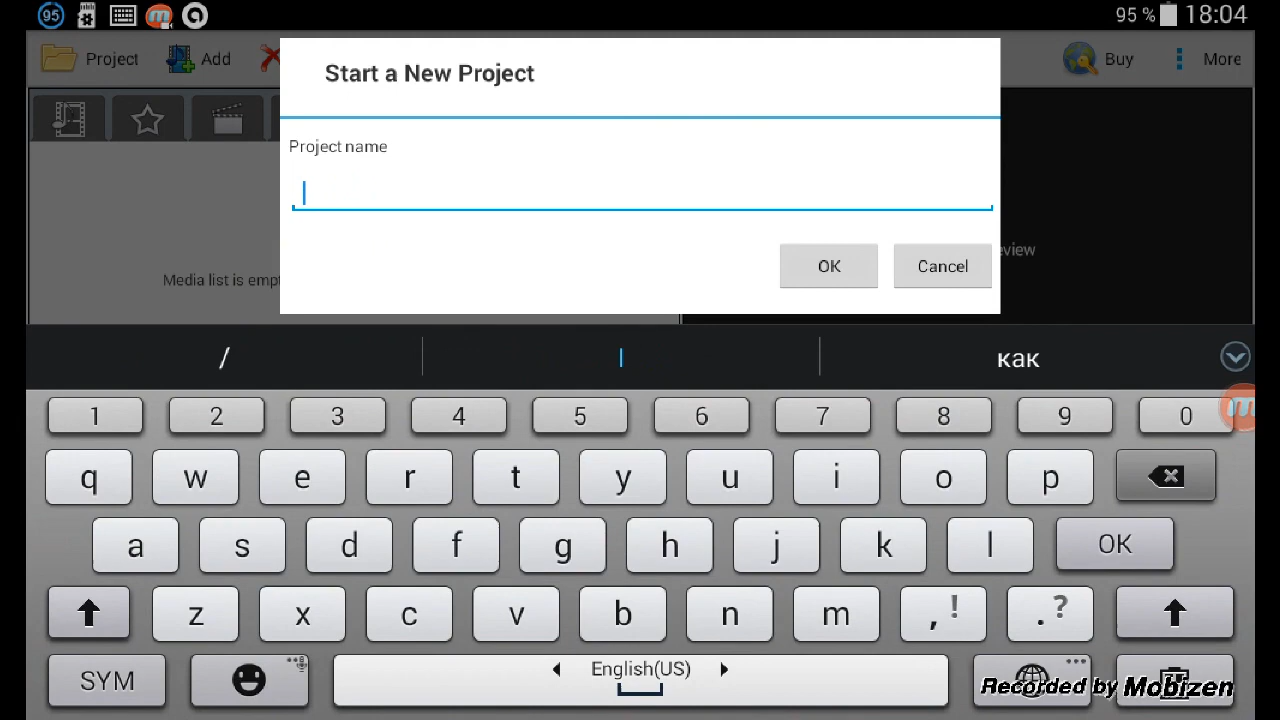 95
95 %
18:04
Project
Add
Buy
More
Start a New Project
Project name
OK
Cancel
Media list is empt
eview
/
l
как
1 2 3 4 5 6 7 8 9 0
q w e r t y u i o p
a s d f g h j k l OK
z x c v b n m , ! . ?
SYM
English(US)
Recorded by Mobizen